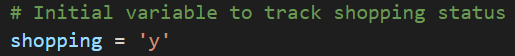 # Initial variable to track shopping status
shopping = 'y'